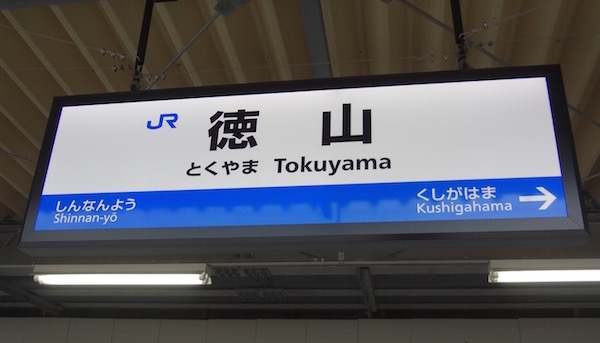 JR
徳山
とくやま Tokuyama
しんなんよう
Shinnan-yō
くしがはま
Kushigahama